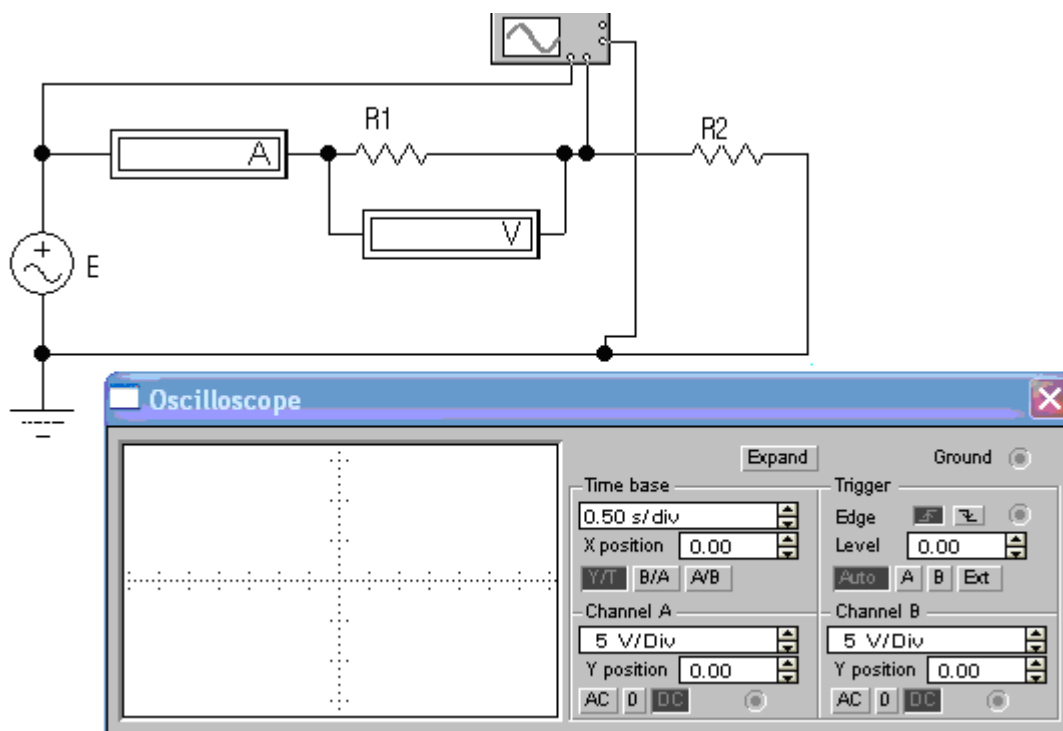 R1
R2
A
V
E
Oscilloscope
Expand
Ground
Time base
0.50 s/div
X position 0.00
Y/T B/A A/B
Trigger
Edge
Level 0.00
Auto A B Ext
Channel A
5 V/Div
Y position 0.00
AC 0 DC
Channel B
5 V/Div
Y position 0.00
AC 0 DC